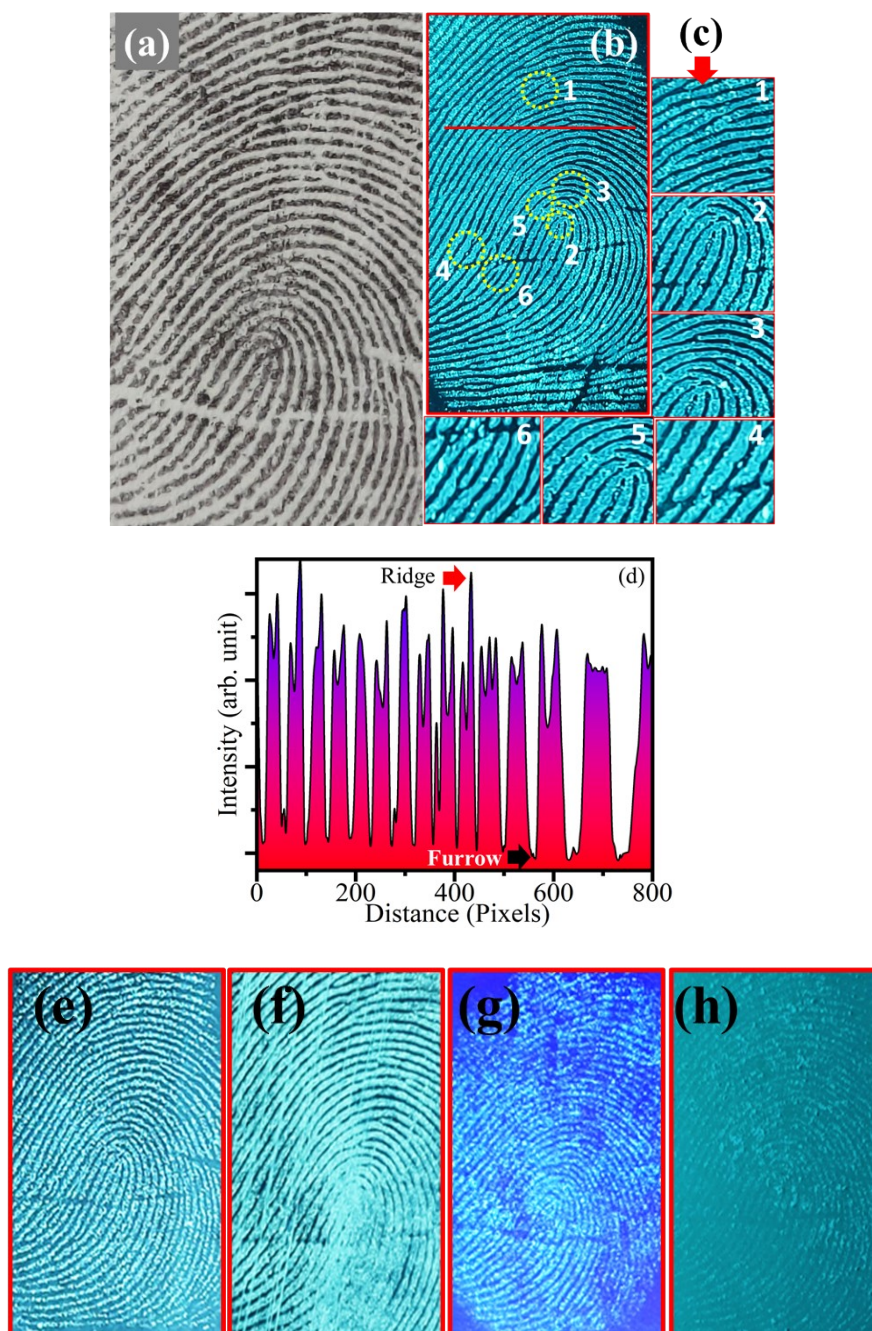 (a)
(b)
(c)
1
1
2
3
5
2
4
6
3
6
5
4
Ridge
(d)
Intensity (arb. unit)
Furrow
0
200
400
600
800
Distance (Pixels)
(e)
(f)
(g)
(h)